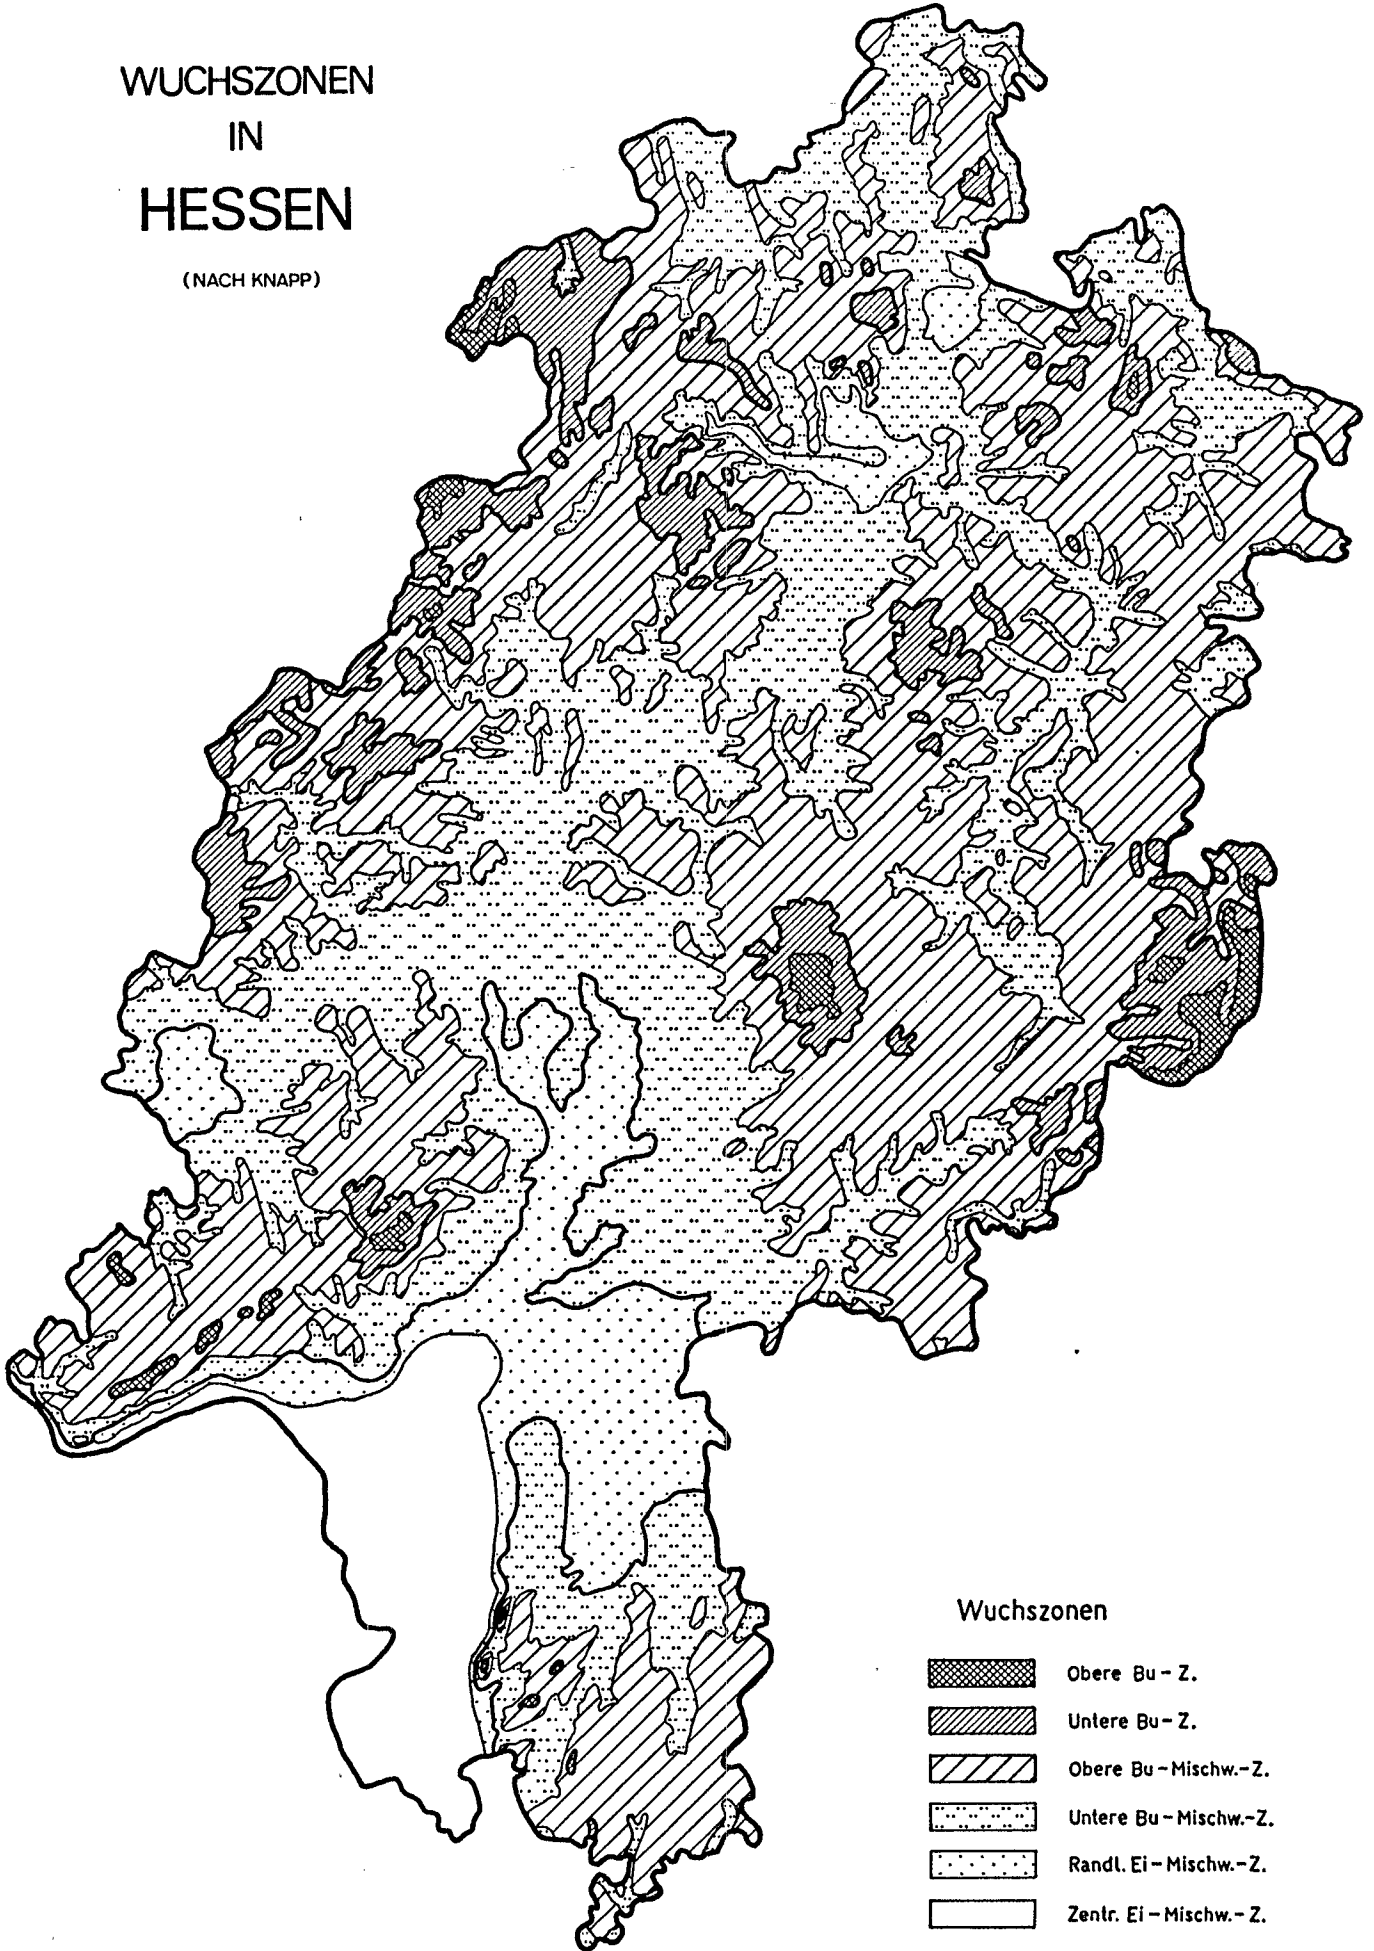 WUCHSZONEN
IN
HESSEN
(NACH KNAPP)
Wuchszonen
Obere Bu-Z.
Untere Bu-Z.
Obere Bu-Mischw.-Z.
Untere Bu-Mischw.-Z.
Randl. Ei-Mischw.-Z.
Zentr. Ei-Mischw.-Z.